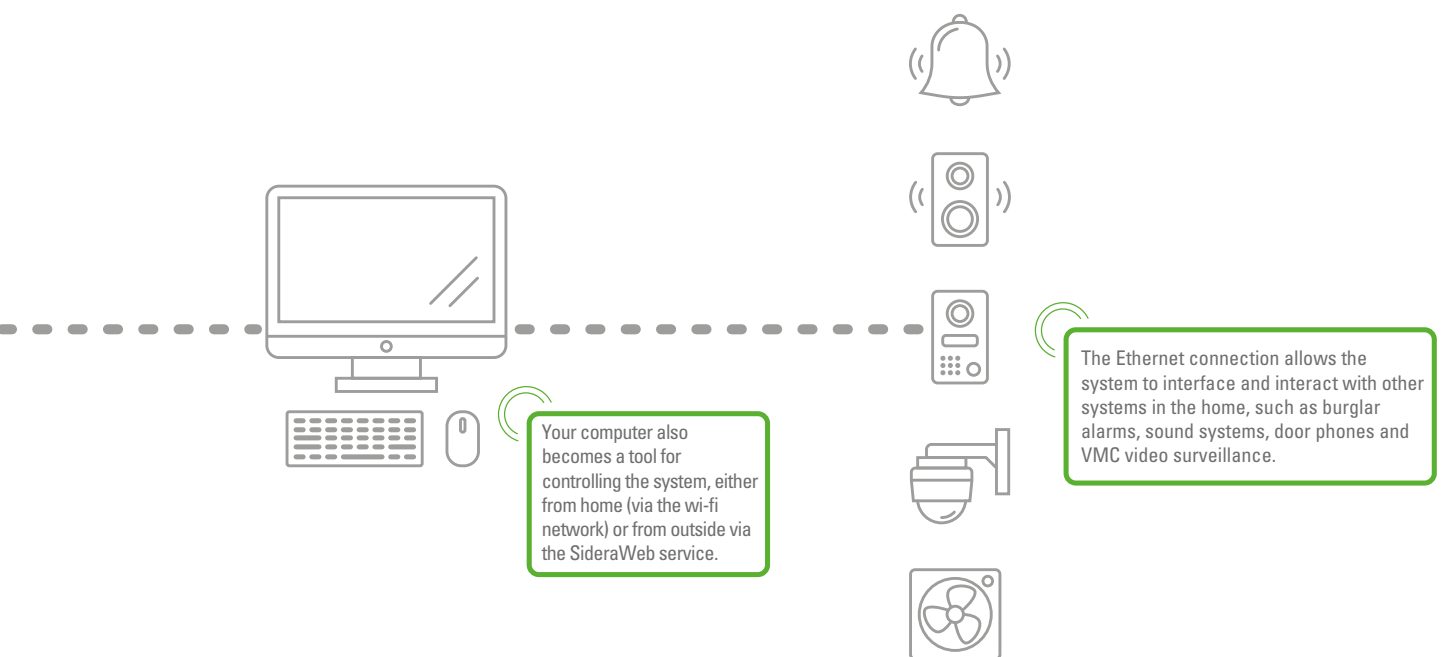 Your computer also
becomes a tool for
controlling the system, either
from home (via the wi-fi
network) or from outside via
the SideraWeb service.
The Ethernet connection allows the
system to interface and interact with other
systems in the home, such as burglar
alarms, sound systems, door phones and
VMC video surveillance.